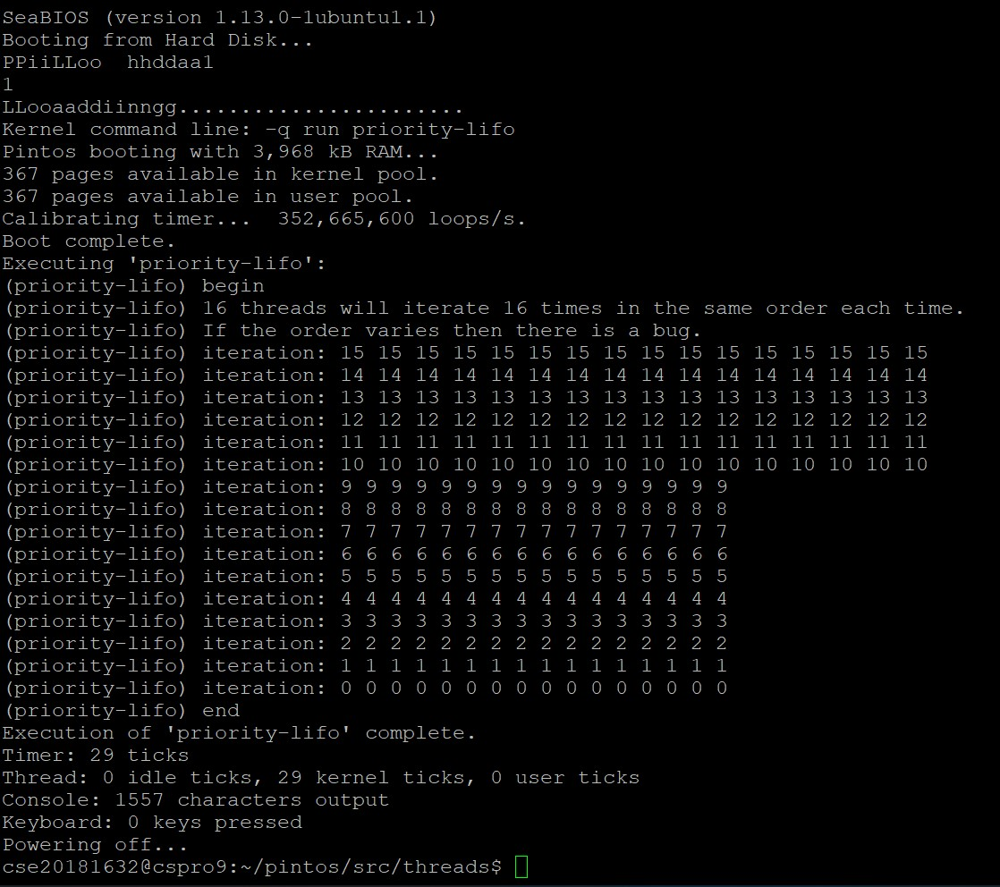 SeaBIOS (version 1.13.0-1ubuntu1.1)
Booting from Hard Disk...
PPiiLLoo  hhddaa1
1
LLooaaddiinngg.......................
Kernel command line: -q run priority-lifo
Pintos booting with 3,968 kB RAM...
367 pages available in kernel pool.
367 pages available in user pool.
Calibrating timer...  352,665,600 loops/s.
Boot complete.
Executing 'priority-lifo':
(priority-lifo) begin
(priority-lifo) 16 threads will iterate 16 times in the same order each time.
(priority-lifo) If the order varies then there is a bug.
(priority-lifo) iteration: 15 15 15 15 15 15 15 15 15 15 15 15 15 15 15 15
(priority-lifo) iteration: 14 14 14 14 14 14 14 14 14 14 14 14 14 14 14 14
(priority-lifo) iteration: 13 13 13 13 13 13 13 13 13 13 13 13 13 13 13 13
(priority-lifo) iteration: 12 12 12 12 12 12 12 12 12 12 12 12 12 12 12 12
(priority-lifo) iteration: 11 11 11 11 11 11 11 11 11 11 11 11 11 11 11 11
(priority-lifo) iteration: 10 10 10 10 10 10 10 10 10 10 10 10 10 10 10 10
(priority-lifo) iteration: 9 9 9 9 9 9 9 9 9 9 9 9 9 9 9 9
(priority-lifo) iteration: 8 8 8 8 8 8 8 8 8 8 8 8 8 8 8 8
(priority-lifo) iteration: 7 7 7 7 7 7 7 7 7 7 7 7 7 7 7 7
(priority-lifo) iteration: 6 6 6 6 6 6 6 6 6 6 6 6 6 6 6 6
(priority-lifo) iteration: 5 5 5 5 5 5 5 5 5 5 5 5 5 5 5 5
(priority-lifo) iteration: 4 4 4 4 4 4 4 4 4 4 4 4 4 4 4 4
(priority-lifo) iteration: 3 3 3 3 3 3 3 3 3 3 3 3 3 3 3 3
(priority-lifo) iteration: 2 2 2 2 2 2 2 2 2 2 2 2 2 2 2 2
(priority-lifo) iteration: 1 1 1 1 1 1 1 1 1 1 1 1 1 1 1 1
(priority-lifo) iteration: 0 0 0 0 0 0 0 0 0 0 0 0 0 0 0 0
(priority-lifo) end
Execution of 'priority-lifo' complete.
Timer: 29 ticks
Thread: 0 idle ticks, 29 kernel ticks, 0 user ticks
Console: 1557 characters output
Keyboard: 0 keys pressed
Powering off...
cse20181632@cspro9:~/pintos/src/threads$